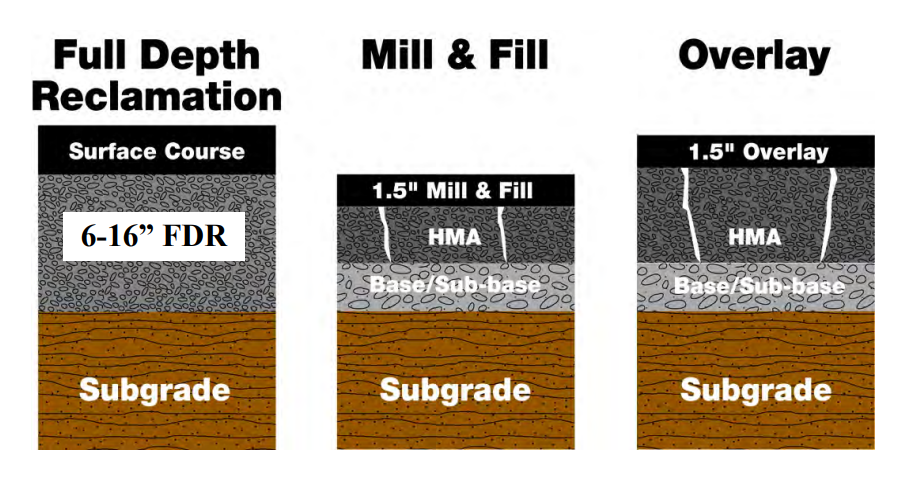 Full Depth
Reclamation
Surface Course
6-16” FDR
Subgrade
Mill & Fill
1.5" Mill & Fill
HMA
Base/Sub-base
Subgrade
Overlay
1.5" Overlay
HMA
Base/Sub-base
Subgrade